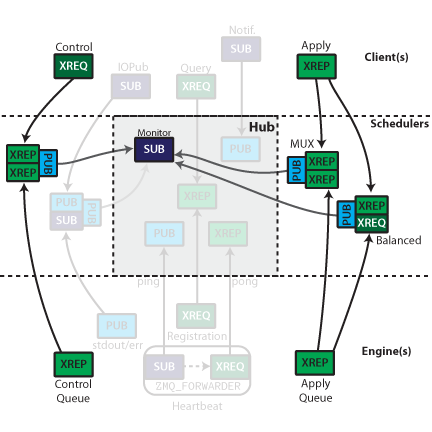 Notif.
Control
IOPub
Query
SUB
Apply
Client(s)
XREQ
SUB
XREQ
XREP
Hub
Schedulers
Monitor
SUB
PUB
MUX
XREP
XREP
PUB
XREP
XREP
PUB
PUB
SUB
PUB
XREP
XREP
XREQ
PUB
Balanced
PUB
XREP
ping
pong
XREQ
PUB
Registration
stdout/err
Engine(s)
XREP
SUB
XREQ
XREP
ZMQ_FORWARDER
Control
Queue
Apply
Queue
Heartbeat